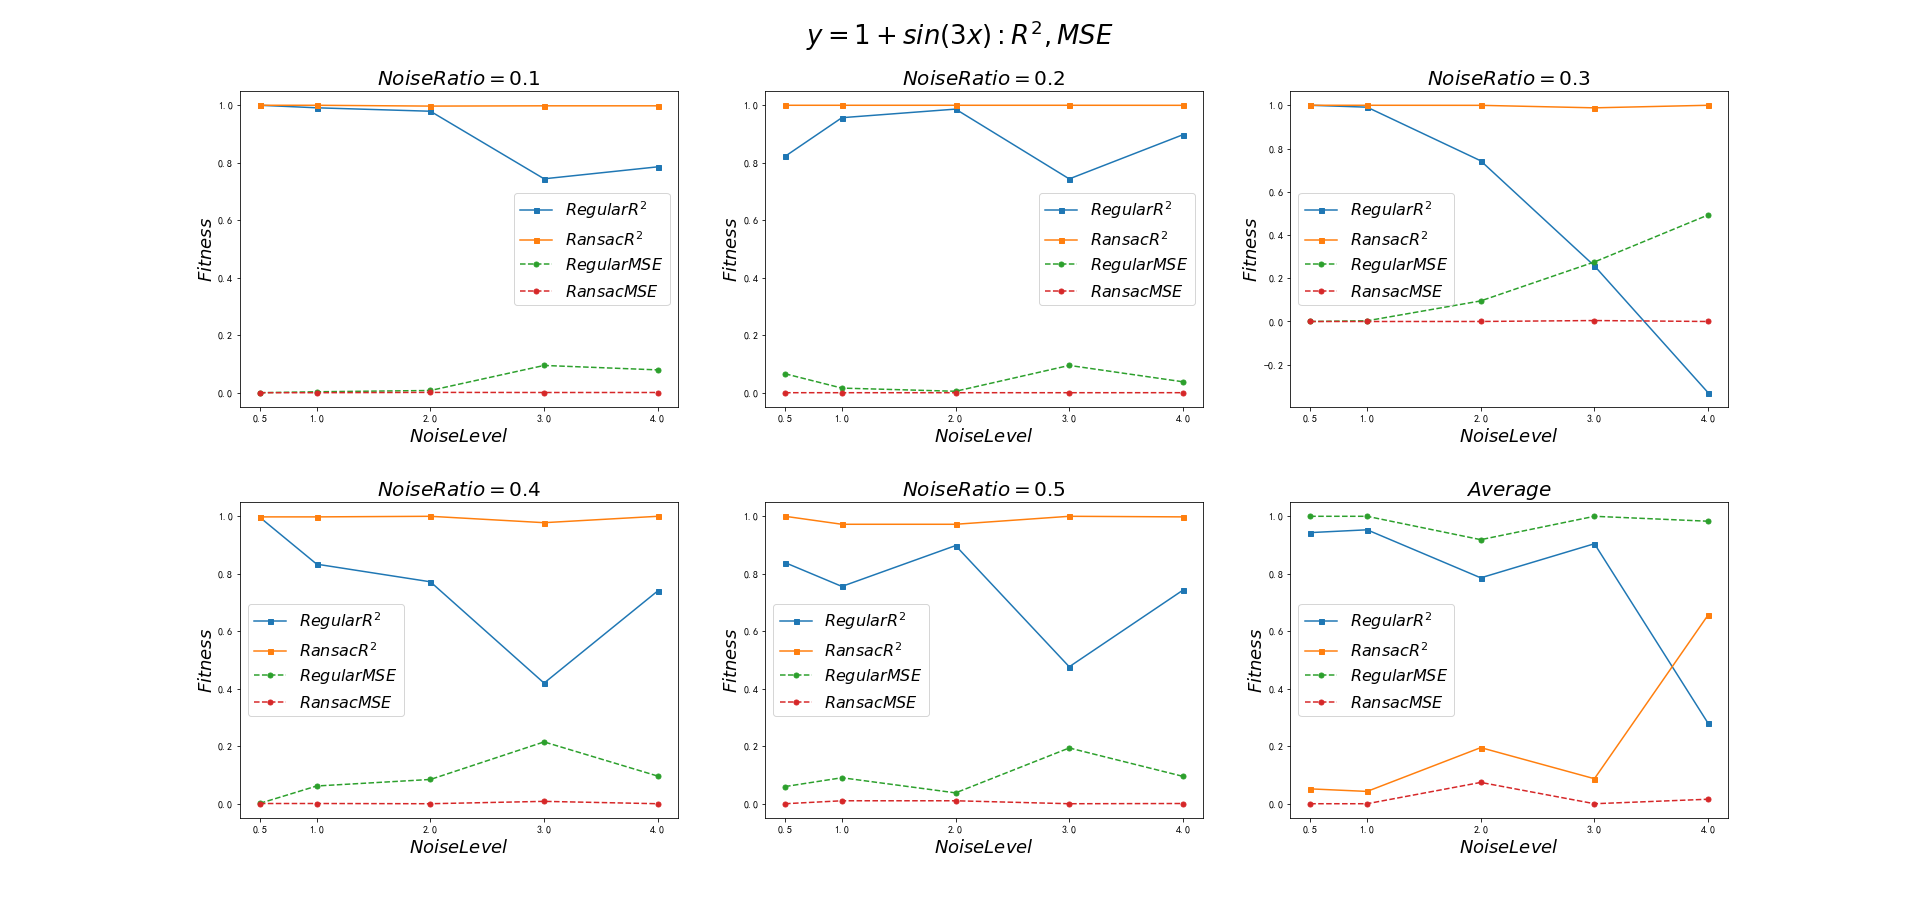 y = 1 + sin(3x) : R², MSE
NoiseRatio = 0.1
1.0
0.8
0.6
0.4
0.2
0.0
Fitness
RegularR²
RansacR²
RegularMSE
RansacMSE
0.5 1.0 2.0 3.0 4.0
NoiseLevel
NoiseRatio = 0.2
1.0
0.8
0.6
0.4
0.2
0.0
Fitness
RegularR²
RansacR²
RegularMSE
RansacMSE
0.5 1.0 2.0 3.0 4.0
NoiseLevel
NoiseRatio = 0.3
1.0
0.8
0.6
0.4
0.2
0.0
−0.2
Fitness
RegularR²
RansacR²
RegularMSE
RansacMSE
0.5 1.0 2.0 3.0 4.0
NoiseLevel
NoiseRatio = 0.4
1.0
0.8
0.6
0.4
0.2
0.0
Fitness
RegularR²
RansacR²
RegularMSE
RansacMSE
0.5 1.0 2.0 3.0 4.0
NoiseLevel
NoiseRatio = 0.5
1.0
0.8
0.6
0.4
0.2
0.0
Fitness
RegularR²
RansacR²
RegularMSE
RansacMSE
0.5 1.0 2.0 3.0 4.0
NoiseLevel
Average
1.0
0.8
0.6
0.4
0.2
0.0
Fitness
RegularR²
RansacR²
RegularMSE
RansacMSE
0.5 1.0 2.0 3.0 4.0
NoiseLevel